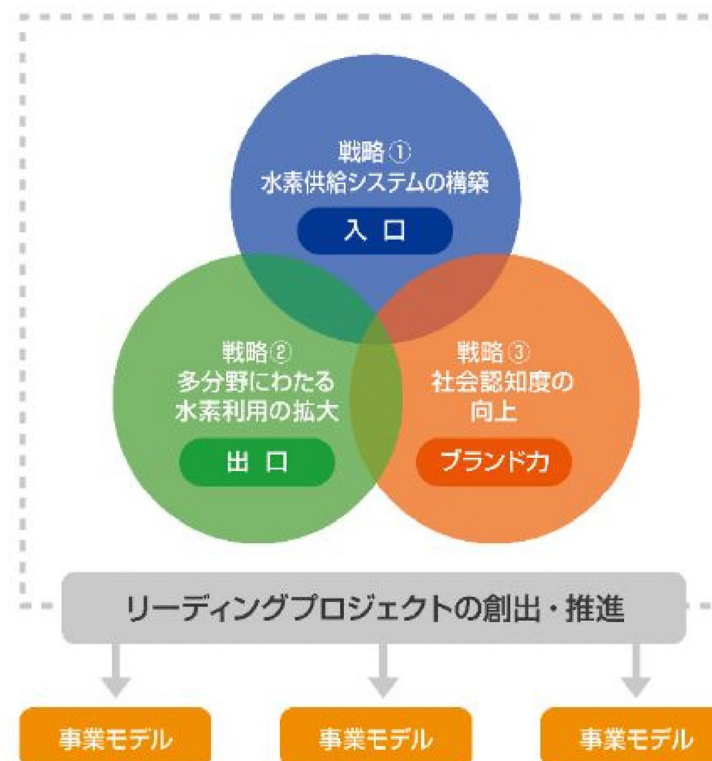 戦略①
水素供給システムの構築
入 口
戦略②
多分野にわたる
水素利用の拡大
出 口
戦略③
社会認知度の
向上
ブランド力
リーディングプロジェクトの創出・推進
事業モデル
事業モデル
事業モデル